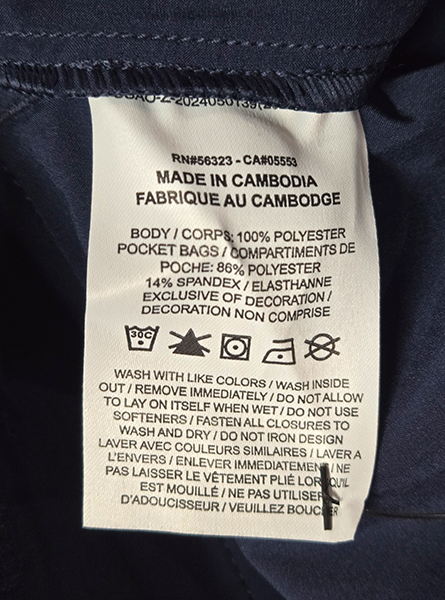 RN#56323 - CA#05553
MADE IN CAMBODIA
FABRIQUE AU CAMBODGE
BODY / CORPS: 100% POLYESTER
POCKET BAGS / COMPARTIMENTS DE
POCHE: 86% POLYESTER
14% SPANDEX / ELASTHANNE
EXCLUSIVE OF DECORATION /
DECORATION NON COMPRISE
30C
WASH WITH LIKE COLORS / WASH INSIDE
OUT / REMOVE IMMEDIATELY / DO NOT ALLOW
TO LAY ON ITSELF WHEN WET / DO NOT USE
SOFTENERS / FASTEN ALL CLOSURES TO
WASH AND DRY / DO NOT IRON DESIGN
LAVER AVEC COULEURS SIMILAIRES / LAVER A
L'ENVERS / ENLEVER IMMEDIATEMENT / NE
PAS LAISSER LE VÊTEMENT PLIÉ LORSQU'IL
EST MOUILLÉ / NE PAS UTILISER
D'ADOUCISSEUR / VEUILLEZ BOUCLER